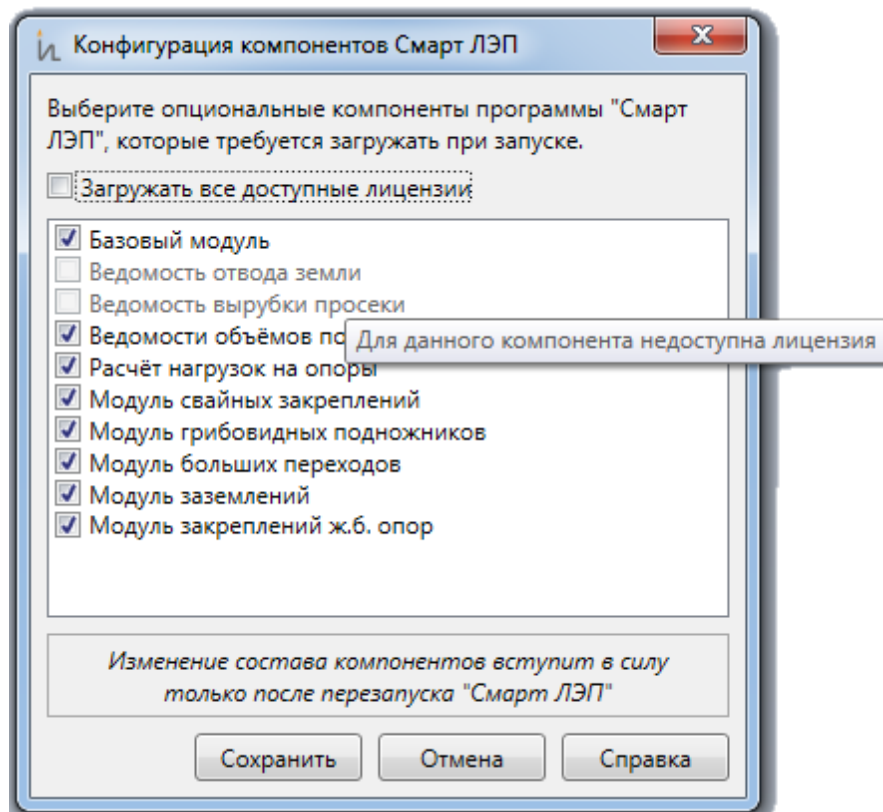 Конфигурация компонентов Смарт ЛЭП
Выберите опциональные компоненты программы "Смарт
ЛЭП", которые требуется загружать при запуске.
Загружать все доступные лицензии
Базовый модуль
Ведомость отвода земли
Ведомость вырубки просеки
Ведомости объёмов
Для данного компонента недоступна лицензия
Расчёт нагрузок на опоры
Модуль свайных закреплений
Модуль грибовидных подножников
Модуль больших переходов
Модуль заземлений
Модуль закреплений ж.б. опор
Изменение состава компонентов вступит в силу
только после перезапуска "Смарт ЛЭП"
Сохранить
Отмена
Справка